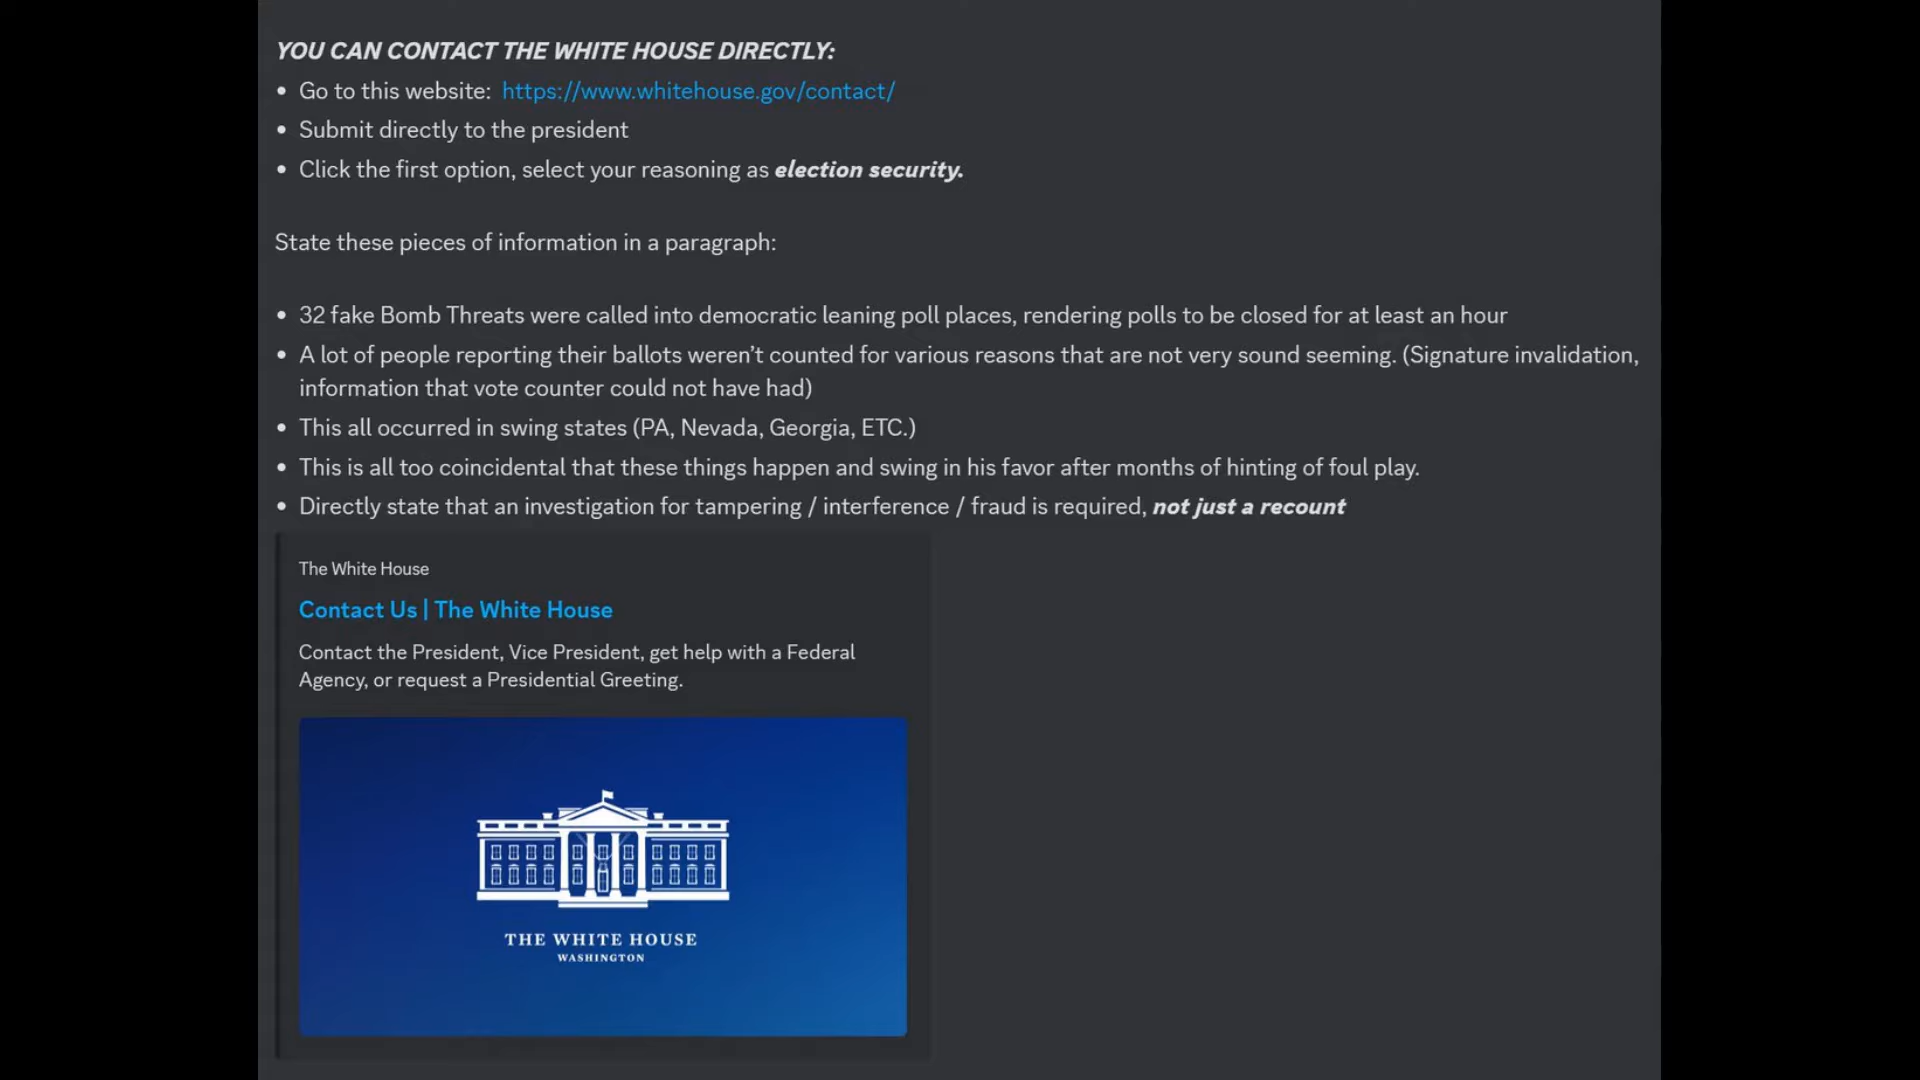 YOU CAN CONTACT THE WHITE HOUSE DIRECTLY:
• Go to this website: https://www.whitehouse.gov/contact/
• Submit directly to the president
• Click the first option, select your reasoning as election security.
State these pieces of information in a paragraph:
• 32 fake Bomb Threats were called into democratic leaning poll places, rendering polls to be closed for at least an hour
• A lot of people reporting their ballots weren't counted for various reasons that are not very sound seeming. (Signature invalidation,
information that vote counter could not have had)
• This all occurred in swing states (PA, Nevada, Georgia, ETC.)
• This is all too coincidental that these things happen and swing in his favor after months of hinting of foul play.
• Directly state that an investigation for tampering / interference / fraud is required, not just a recount
The White House
Contact Us | The White House
Contact the President, Vice President, get help with a Federal
Agency, or request a Presidential Greeting.
THE WHITE HOUSE
WASHINGTON